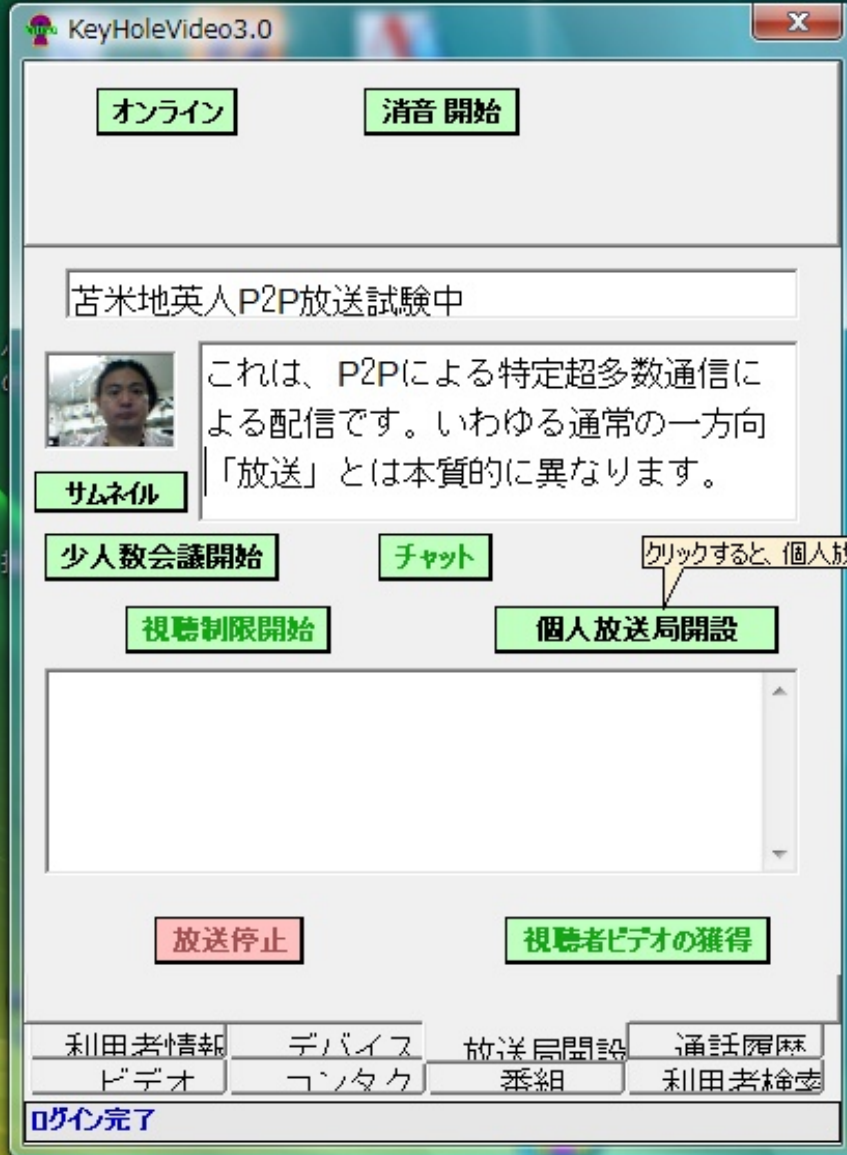 KeyHoleVideo3.0
オンライン
消音 開始
苫米地英人P2P放送試験中
これは、P2Pによる特定超多数通信に
よる配信です。いわゆる通常の一方向
「放送」とは本質的に異なります。
サムネイル
少人数会議開始
チャット
クリックすると、個人放
視聴制限開始
個人放送局開設
放送停止
視聴者ビデオの獲得
利用者情報
デバイス
放送局開設
通話履歴
ビデオ
コンタク
番組
利用者検索
ログイン完了